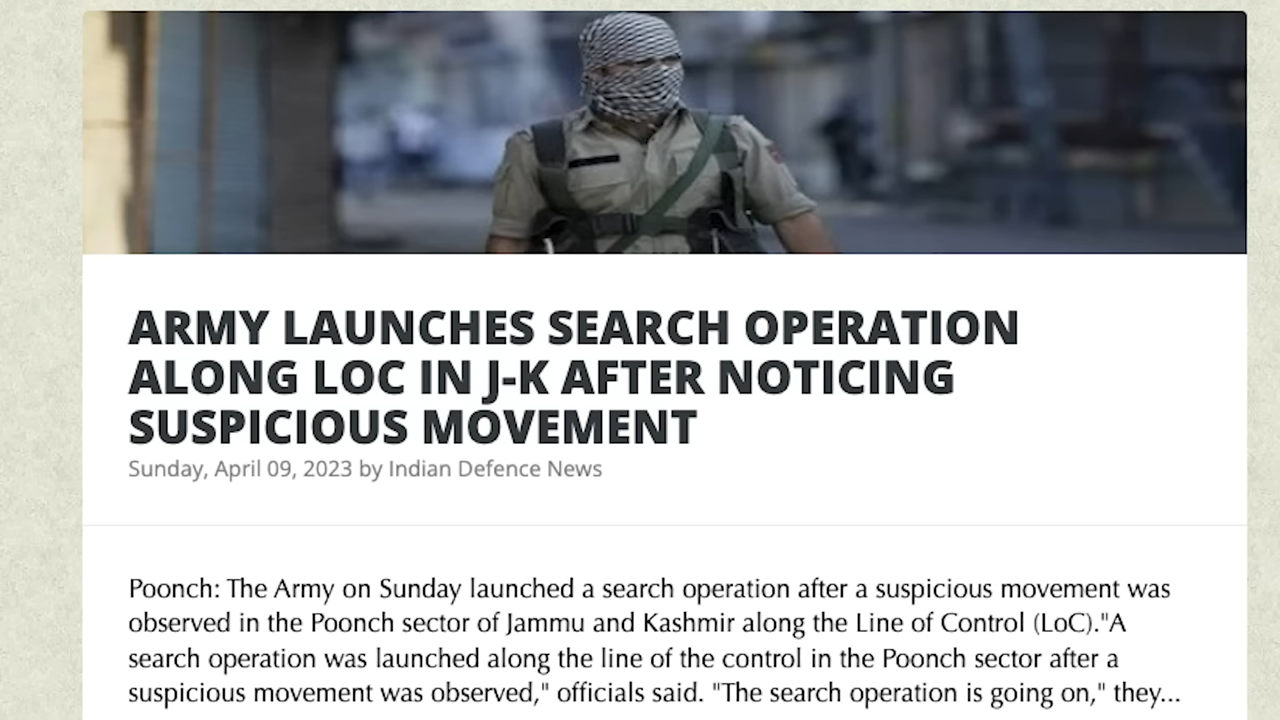 ARMY LAUNCHES SEARCH OPERATION
ALONG LOC IN J-K AFTER NOTICING
SUSPICIOUS MOVEMENT
Sunday, April 09, 2023 by Indian Defence News
Poonch: The Army on Sunday launched a search operation after a suspicious movement was
observed in the Poonch sector of Jammu and Kashmir along the Line of Control (LoC)."A
search operation was launched along the line of the control in the Poonch sector after a
suspicious movement was observed," officials said. "The search operation is going on," they...